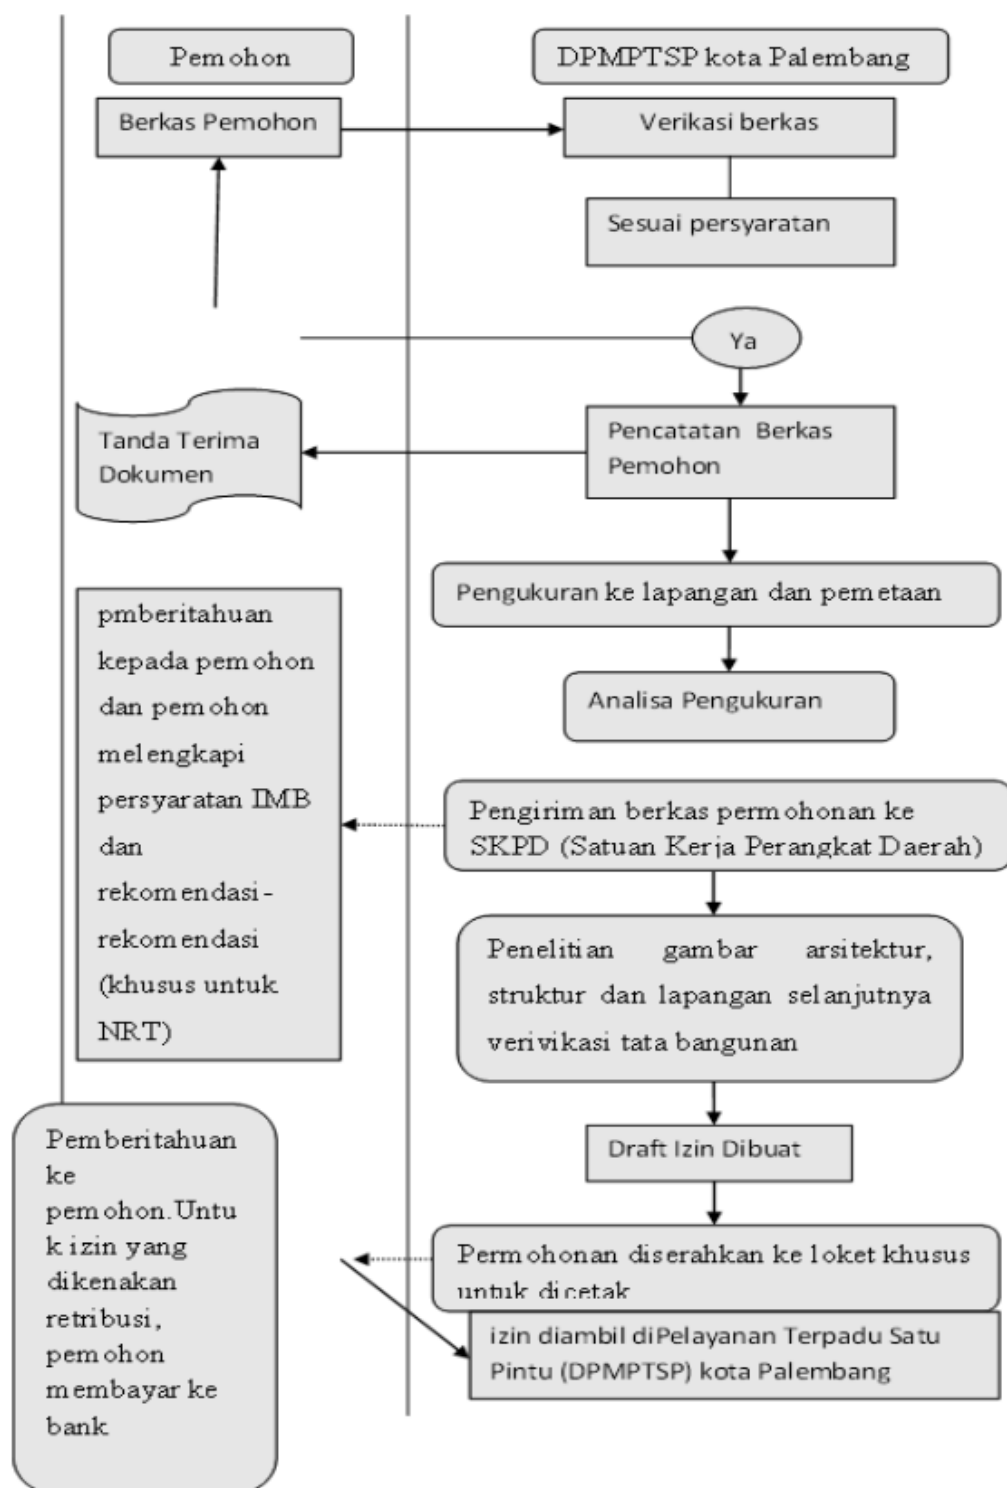 Pemohon
DPMPTSP kota Palembang
Berkas Pemohon
Verikasi berkas
Sesuai persyaratan
Ya
Tanda Terima
Dokumen
Pencatatan Berkas
Pemohon
Pengukuran ke lapangan dan pemetaan
Analisa Pengukuran
pmberitahuan
kepada pemohon
dan pemohon
melengkapi
persyaratan IMB
dan
rekomendasi-
rekomendasi
(khusus untuk
NRT)
Pengiriman berkas permohonan ke
SKPD (Satuan Kerja Perangkat Daerah)
Penelitian gambar arsitektur,
struktur dan lapangan selanjutnya
verivikasi tata bangunan
Draft Izin Dibuat
Pemberitahuan
ke
pemohon.Untu
k izin yang
dikenakan
retribusi,
pemohon
membayar ke
bank
Permohonan diserahkan ke loket khusus
untuk dicetak
izin diambil diPelayanan Terpadu Satu
Pintu (DPMPTSP) kota Palembang